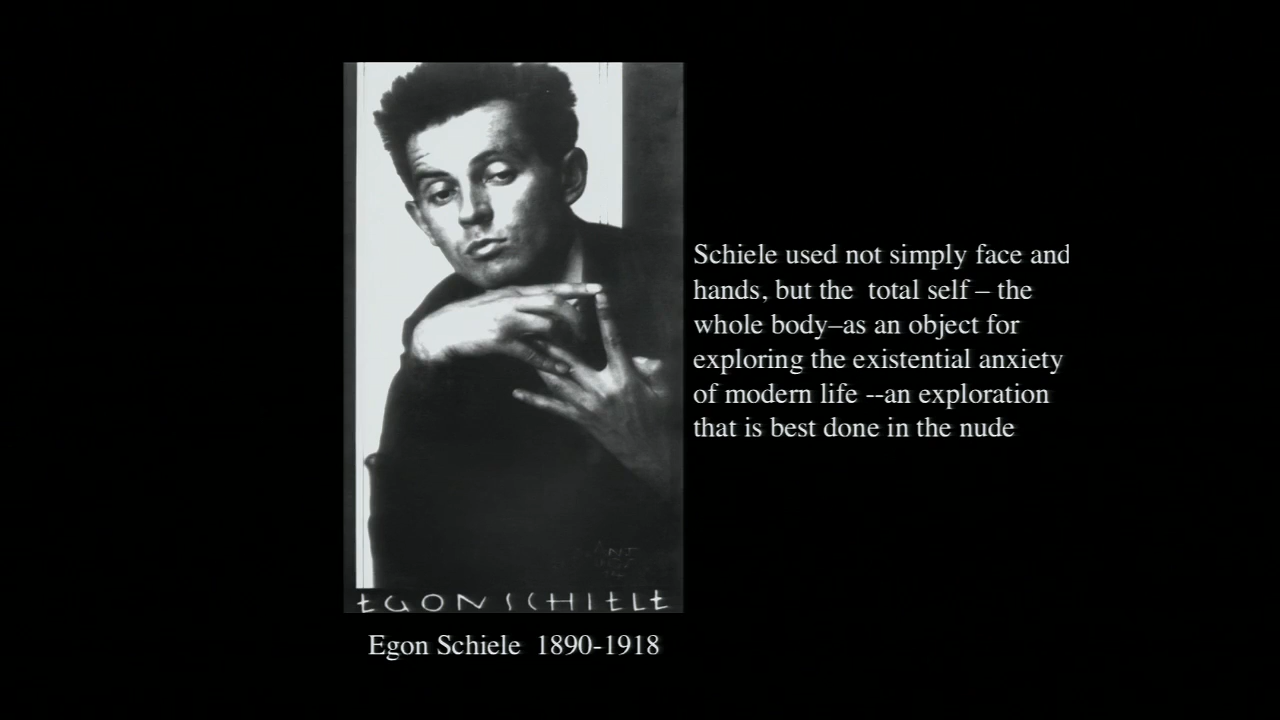 Schiele used not simply face and
hands, but the  total self – the
whole body–as an object for
exploring the existential anxiety
of modern life --an exploration
that is best done in the nude
EGON SCHIELE
Egon Schiele  1890-1918